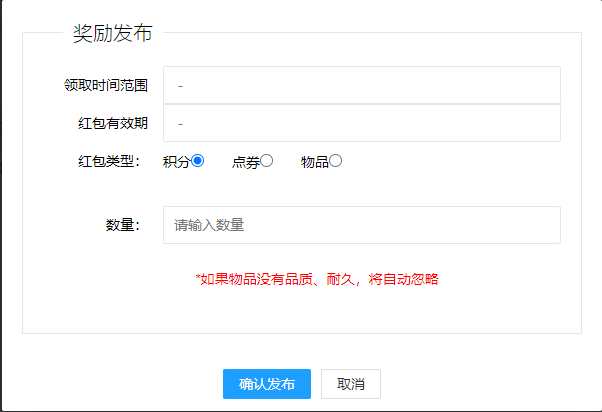 奖励发布
领取时间范围 -
红包有效期 -
红包类型： 积分 点券 物品
数量： 请输入数量
*如果物品没有品质、耐久，将自动忽略
确认发布 取消